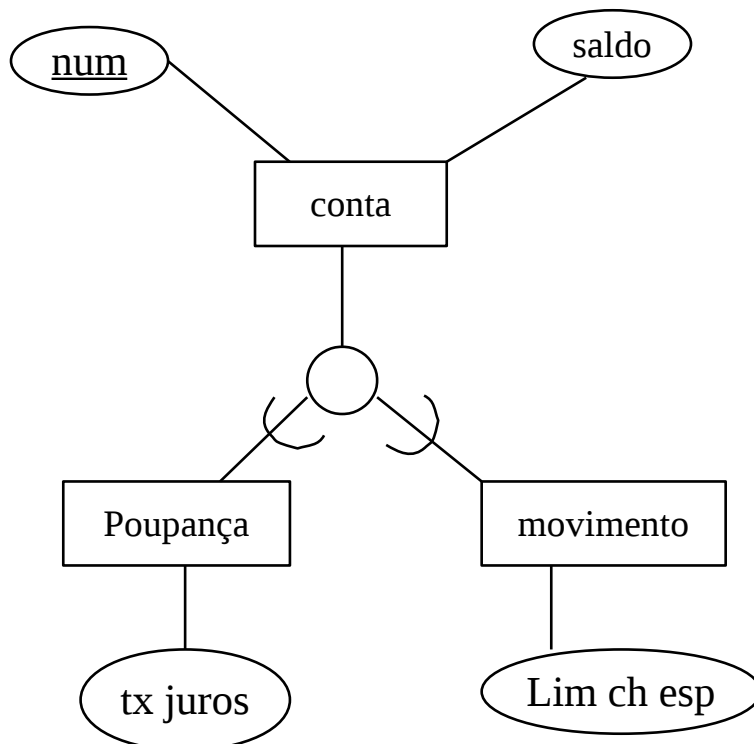 num
saldo
conta
Poupança
movimento
tx juros
Lim ch esp